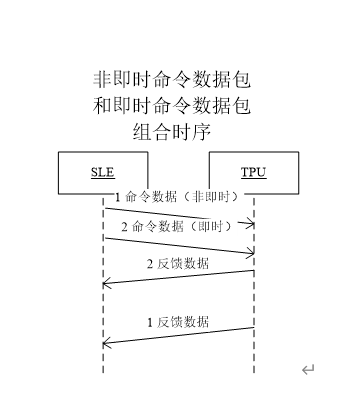 非即时命令数据包
和即时命令数据包
组合时序
SLE
TPU
1 命令数据（非即时）
2 命令数据（即时）
2 反馈数据
1 反馈数据